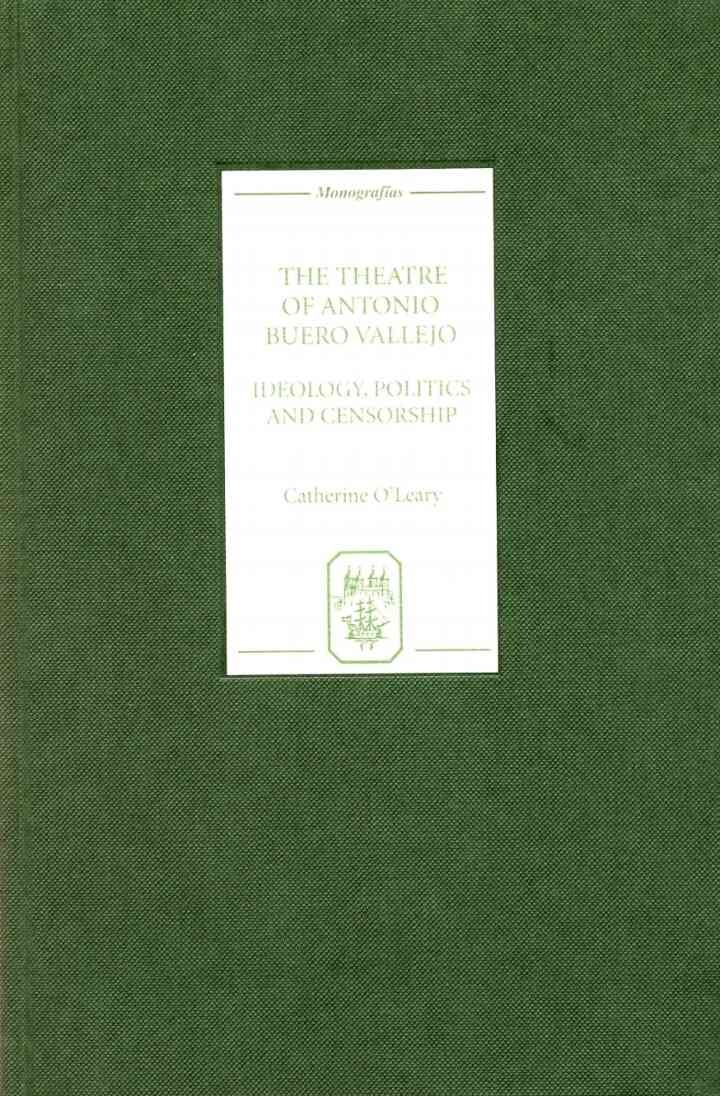 Monografías
THE THEATRE
OF ANTONIO
BUERO VALLEJO
IDEOLOGY, POLITICS
AND CENSORSHIP
Catherine O'Leary